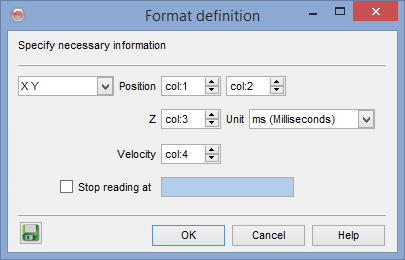 Format definition
Specify necessary information
X Y Position col:1 col:2
Z col:3 Unit ms (Milliseconds)
Velocity col:4
Stop reading at
OK Cancel Help